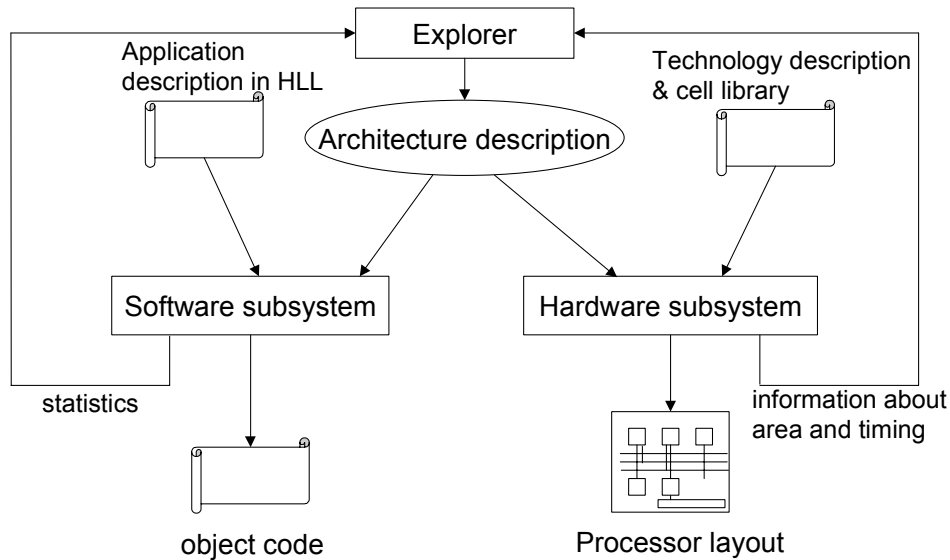 Explorer
Application
description in HLL
Technology description
& cell library
Architecture description
Software subsystem
Hardware subsystem
statistics
information about
area and timing
object code
Processor layout